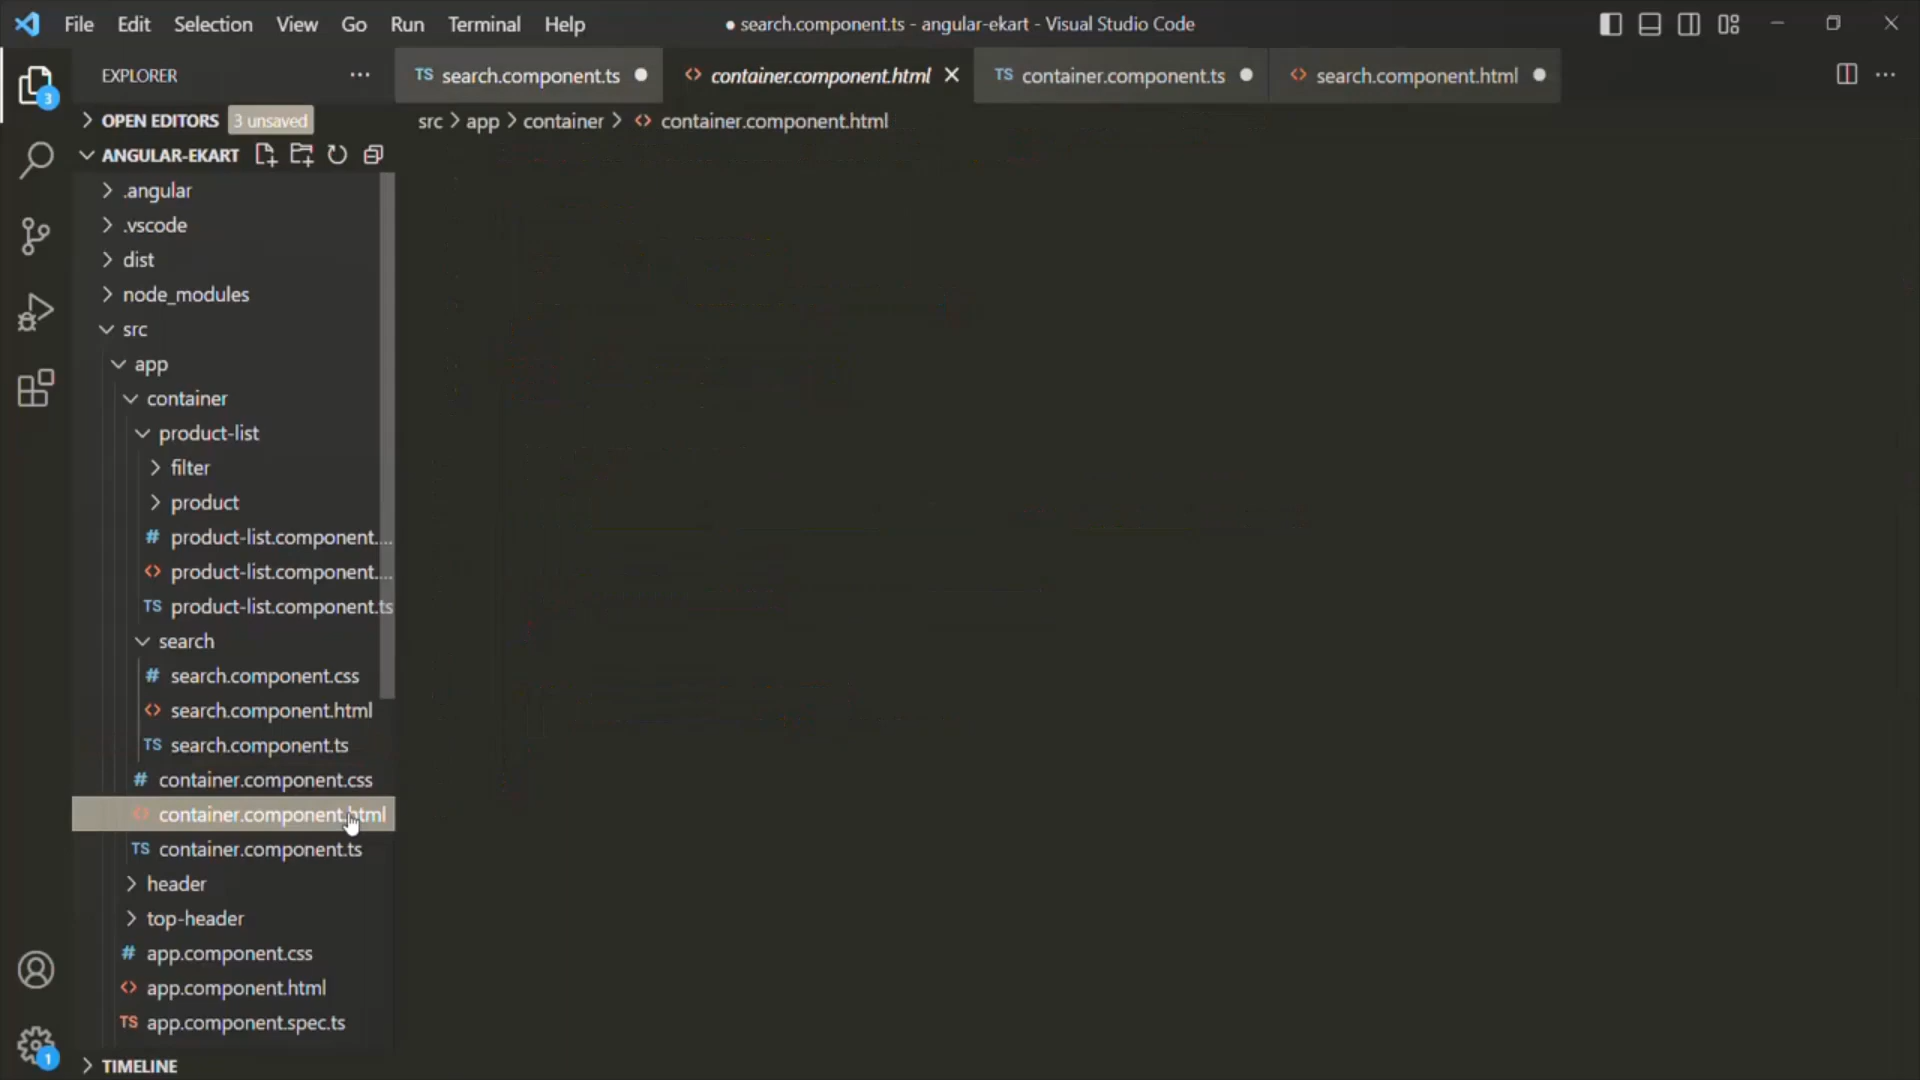 File Edit Selection View Go Run Terminal Help ● search.component.ts - angular-ekart - Visual Studio Code
EXPLORER ...
TS search.component.ts ● <> container.component.html × TS container.component.ts ● <> search.component.html ● ...
OPEN EDITORS 3 unsaved
src > app > container > <> container.component.html
ANGULAR-EKART
.angular
.vscode
dist
node_modules
src
app
container
product-list
filter
product
# product-list.component....
<> product-list.component....
TS product-list.component.ts
search
# search.component.css
<> search.component.html
TS search.component.ts
# container.component.css
<> container.component.html
TS container.component.ts
header
top-header
# app.component.css
<> app.component.html
TS app.component.spec.ts
TIMELINE
3
1